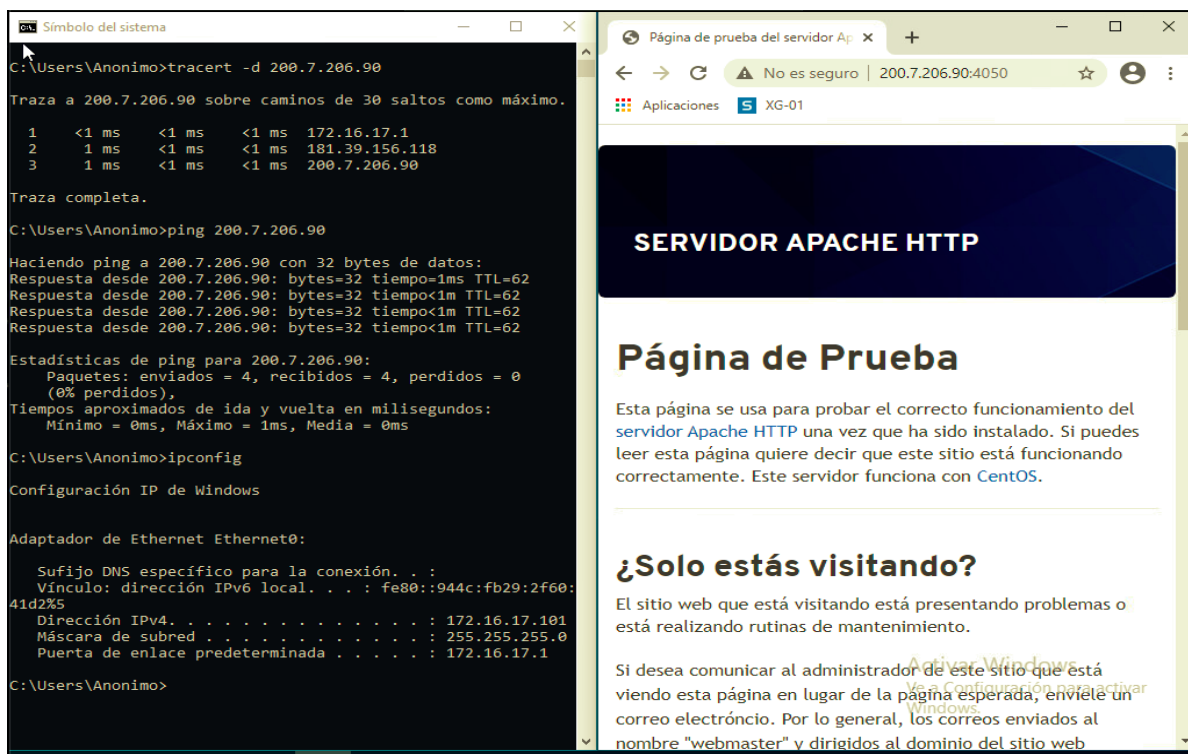 Símbolo del sistema
C:\Users\Anonimo>tracert -d 200.7.206.90
Traza a 200.7.206.90 sobre caminos de 30 saltos como máximo.
1 <1 ms <1 ms <1 ms 172.16.17.1
2 1 ms <1 ms <1 ms 181.39.156.118
3 1 ms <1 ms <1 ms 200.7.206.90
Traza completa.
C:\Users\Anonimo>ping 200.7.206.90
Haciendo ping a 200.7.206.90 con 32 bytes de datos:
Respuesta desde 200.7.206.90: bytes=32 tiempo=1ms TTL=62
Respuesta desde 200.7.206.90: bytes=32 tiempo<1m TTL=62
Respuesta desde 200.7.206.90: bytes=32 tiempo<1m TTL=62
Respuesta desde 200.7.206.90: bytes=32 tiempo<1m TTL=62
Estadísticas de ping para 200.7.206.90:
Paquetes: enviados = 4, recibidos = 4, perdidos = 0
(0% perdidos),
Tiempos aproximados de ida y vuelta en milisegundos:
Mínimo = 0ms, Máximo = 1ms, Media = 0ms
C:\Users\Anonimo>ipconfig
Configuración IP de Windows
Adaptador de Ethernet Ethernet0:
Sufijo DNS específico para la conexión. . :
Vínculo: dirección IPv6 local. . . : fe80::944c:fb29:2f60:
41d2%5
Dirección IPv4. . . . . . . . . . . . . . : 172.16.17.101
Máscara de subred . . . . . . . . . . . . : 255.255.255.0
Puerta de enlace predeterminada . . . . . : 172.16.17.1
C:\Users\Anonimo>
Página de prueba del servidor Ap
No es seguro | 200.7.206.90:4050
Aplicaciones S XG-01
SERVIDOR APACHE HTTP
Página de Prueba
Esta página se usa para probar el correcto funcionamiento del
servidor Apache HTTP una vez que ha sido instalado. Si puedes
leer esta página quiere decir que este sitio está funcionando
correctamente. Este servidor funciona con CentOS.
¿Solo estás visitando?
El sitio web que está visitando está presentando problemas o
está realizando rutinas de mantenimiento.
Si desea comunicar al administrador de este sitio que está
viendo esta página en lugar de la página esperada, envíele un
correo electróncio. Por lo general, los correos enviados al
nombre "webmaster" y dirigidos al dominio del sitio web
Activar Windows
Ve a Configuración para activar
Windows.